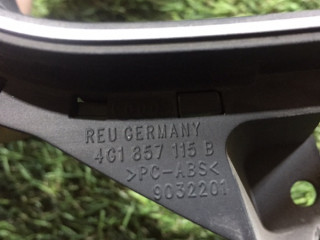 REU GERMANY
4G1 857 115 B
>PC-ABS<
9032201